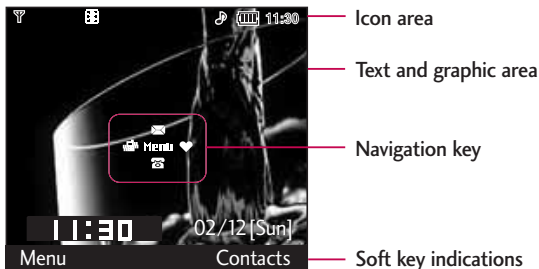 11:30
Icon area
Text and graphic area
Menu
Navigation key
11:30
02/12[Sun]
Menu
Contacts
Soft key indications